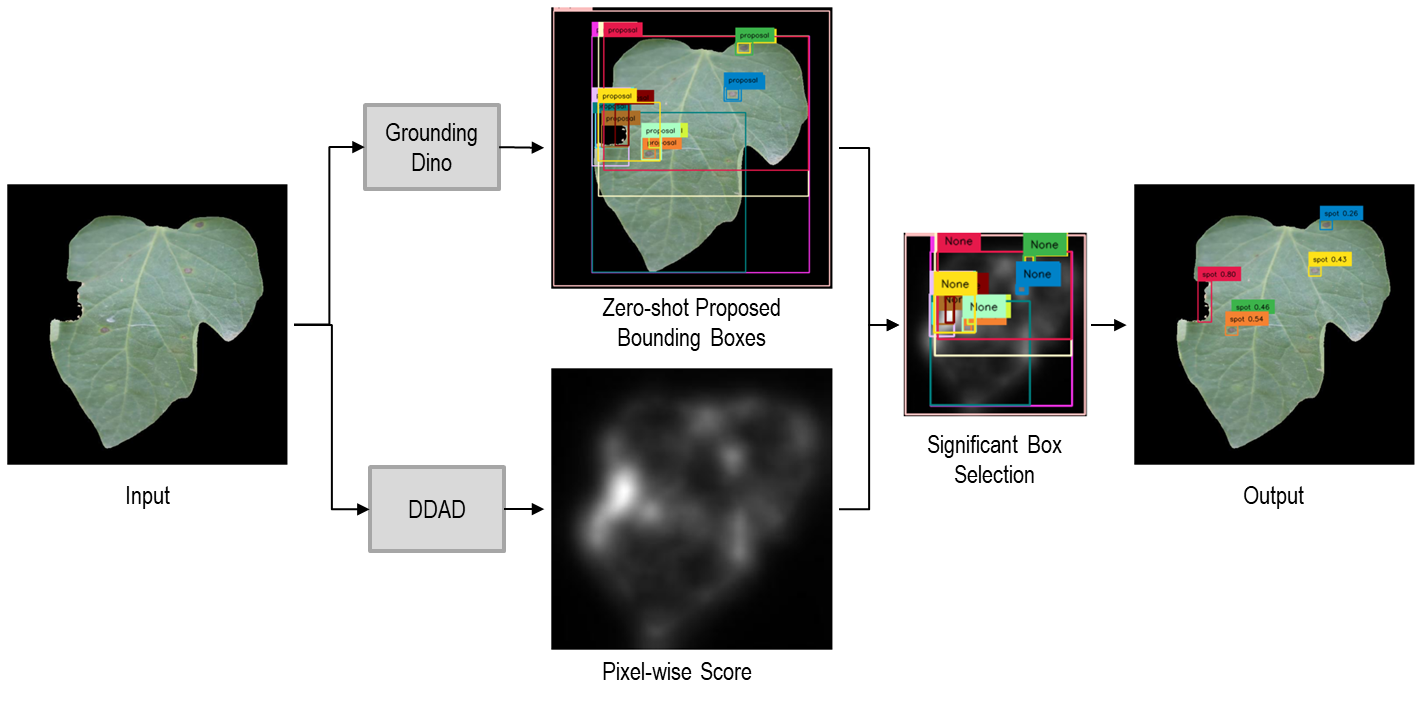 Input
Grounding
Dino
proposal
proposal
proposal
proposal
proposal
proposal
proposal
proposal
Zero-shot Proposed
Bounding Boxes
DDAD
Pixel-wise Score
None
None
None
None
None
Significant Box
Selection
spot 0.26
spot 0.43
spot 0.80
spot 0.46
spot 0.54
Output